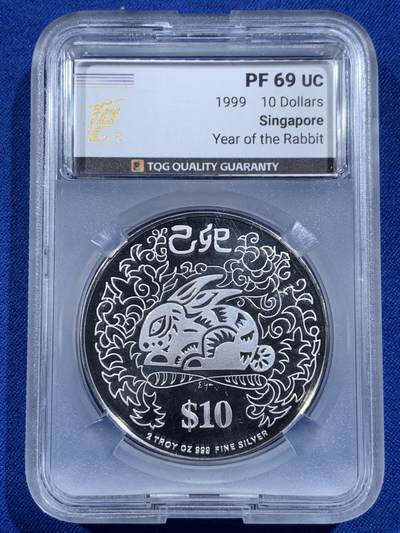 PF 69 UC
1999 10 Dollars
Singapore
Year of the Rabbit
TQG QUALITY GUARANTY
己卯
$10
2 TROY OZ 999 FINE SILVER